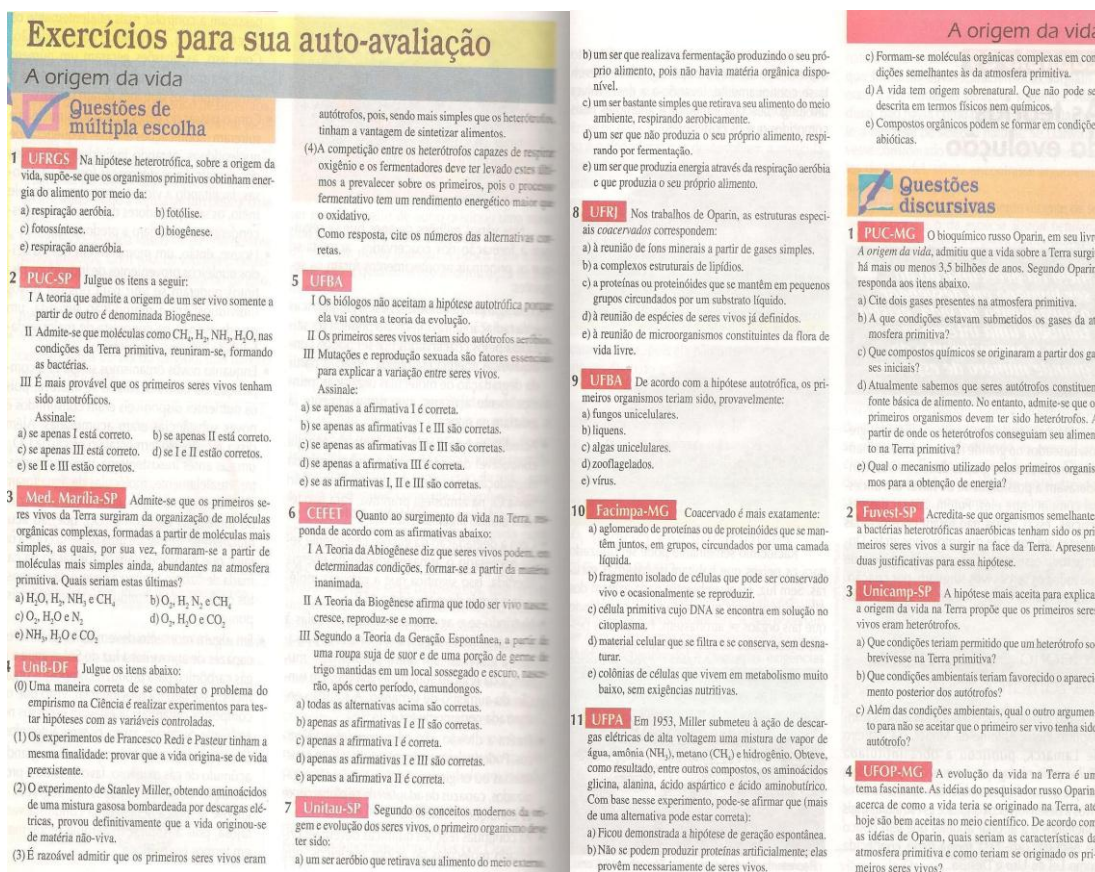 Exercícios para sua auto-avaliação
A origem da vida
Questões de
múltipla escolha
1 UFRGS Na hipótese heterotrófica, sobre a origem da
vida, supõe-se que os organismos primitivos obtinham ener-
gia do alimento por meio da:
a) respiração aeróbia. b) fotólise.
c) fotossíntese. d) biogênese.
e) respiração anaeróbia.
2 PUC-SP Julgue os itens a seguir:
I A teoria que admite a origem de um ser vivo somente a
partir de outro é denominada Biogênese.
II Admite-se que moléculas como CH₄, H₂, NH₃, H₂O, nas
condições da Terra primitiva, reuniram-se, formando
as bactérias.
III É mais provável que os primeiros seres vivos tenham
sido autotróficos.
Assinale:
a) se apenas I está correto. b) se apenas II está correto.
c) se apenas III está correto. d) se I e II estão corretos.
e) se II e III estão corretos.
3 Med. Marília-SP Admite-se que os primeiros se-
res vivos da Terra surgiram da organização de moléculas
orgânicas complexas, formadas a partir de moléculas mais
simples, as quais, por sua vez, formaram-se a partir de
moléculas mais simples ainda, abundantes na atmosfera
primitiva. Quais seriam estas últimas?
a) H₂O, H₂, NH₃ e CH₄ b) O₂, H₂ N₂ e CH₄
c) O₂, H₂O e N₂ d) O₂, H₂O e CO₂
e) NH₃, H₂O e CO₂
4 UnB-DF Julgue os itens abaixo:
(0) Uma maneira correta de se combater o problema do
empirismo na Ciência é realizar experimentos para tes-
tar hipóteses com as variáveis controladas.
(1) Os experimentos de Francesco Redi e Pasteur tinham a
mesma finalidade: provar que a vida origina-se de vida
preexistente.
(2) O experimento de Stanley Miller, obtendo aminoácidos
de uma mistura gasosa bombardeada por descargas elé-
tricas, provou definitivamente que a vida originou-se
de matéria não-viva.
(3) É razoável admitir que os primeiros seres vivos eram
autótrofos, pois, sendo mais simples que os heterótrofos,
tinham a vantagem de sintetizar alimentos.
(4) A competição entre os heterótrofos capazes de respirar
oxigênio e os fermentadores deve ter levado estes últi-
mos a prevalecer sobre os primeiros, pois o processo
fermentativo tem um rendimento energético maior que
o oxidativo.
Como resposta, cite os números das alternativas cor-
retas.
5 UFBA
I Os biólogos não aceitam a hipótese autotrófica porque
ela vai contra a teoria da evolução.
II Os primeiros seres vivos teriam sido autótrofos aeróbios.
III Mutações e reprodução sexuada são fatores essenciais
para explicar a variação entre seres vivos.
Assinale:
a) se apenas a afirmativa I é correta.
b) se apenas as afirmativas I e III são corretas.
c) se apenas as afirmativas II e III são corretas.
d) se apenas a afirmativa III é correta.
e) se as afirmativas I, II e III são corretas.
6 CEFET Quanto ao surgimento da vida na Terra, res-
ponda de acordo com as afirmativas abaixo:
I A Teoria da Abiogênese diz que seres vivos podem, em
determinadas condições, formar-se a partir da matéria
inanimada.
II A Teoria da Biogênese afirma que todo ser vivo nasce,
cresce, reproduz-se e morre.
III Segundo a Teoria da Geração Espontânea, a partir de
uma roupa suja de suor e de uma porção de germe de
trigo mantidas em um local sossegado e escuro, nasce-
rão, após certo período, camundongos.
a) todas as alternativas acima são corretas.
b) apenas as afirmativas I e II são corretas.
c) apenas a afirmativa I é correta.
d) apenas as afirmativas I e III são corretas.
e) apenas a afirmativa II é correta.
7 Unitau-SP Segundo os conceitos modernos da ori-
gem e evolução dos seres vivos, o primeiro organismo deve
ter sido:
a) um ser aeróbio que retirava seu alimento do meio externo.
b) um ser que realizava fermentação produzindo o seu pró-
prio alimento, pois não havia matéria orgânica dispo-
nível.
c) um ser bastante simples que retirava seu alimento do meio
ambiente, respirando aerobicamente.
d) um ser que não produzia o seu próprio alimento, respi-
rando por fermentação.
e) um ser que produzia energia através da respiração aeróbia
e que produzia o seu próprio alimento.
8 UFRJ Nos trabalhos de Oparin, as estruturas especi-
ais coacervados correspondem:
a) à reunião de íons minerais a partir de gases simples.
b) a complexos estruturais de lipídios.
c) a proteínas ou proteinóides que se mantêm em pequenos
grupos circundados por um substrato líquido.
d) à reunião de espécies de seres vivos já definidos.
e) à reunião de microorganismos constituintes da flora de
vida livre.
9 UFBA De acordo com a hipótese autotrófica, os pri-
meiros organismos teriam sido, provavelmente:
a) fungos unicelulares.
b) liquens.
c) algas unicelulares.
d) zooflagelados.
e) vírus.
10 Facimpa-MG Coacervado é mais exatamente:
a) aglomerado de proteínas ou de proteinóides que se man-
têm juntos, em grupos, circundados por uma camada
líquida.
b) fragmento isolado de células que pode ser conservado
vivo e ocasionalmente se reproduzir.
c) célula primitiva cujo DNA se encontra em solução no
citoplasma.
d) material celular que se filtra e se conserva, sem desna-
turar.
e) colônias de células que vivem em metabolismo muito
baixo, sem exigências nutritivas.
11 UFPA Em 1953, Miller submeteu à ação de descar-
gas elétricas de alta voltagem uma mistura de vapor de
água, amônia (NH₃), metano (CH₄) e hidrogênio. Obteve,
como resultado, entre outros compostos, os aminoácidos
glicina, alanina, ácido aspártico e ácido aminobutírico.
Com base nesse experimento, pode-se afirmar que (mais
de uma alternativa pode estar correta):
a) Ficou demonstrada a hipótese de geração espontânea.
b) Não se podem produzir proteínas artificialmente; elas
provêm necessariamente de seres vivos.
A origem da vida
c) Formam-se moléculas orgânicas complexas em con
dições semelhantes às da atmosfera primitiva.
d) A vida tem origem sobrenatural. Que não pode se
descrita em termos físicos nem químicos.
e) Compostos orgânicos podem se formar em condiçõe
abióticas.
Questões
discursivas
1 PUC-MG O bioquímico russo Oparin, em seu livr
A origem da vida, admitiu que a vida sobre a Terra surgi
há mais ou menos 3,5 bilhões de anos. Segundo Oparin
responda aos itens abaixo.
a) Cite dois gases presentes na atmosfera primitiva.
b) A que condições estavam submetidos os gases da at
mosfera primitiva?
c) Que compostos químicos se originaram a partir dos ga
ses iniciais?
d) Atualmente sabemos que seres autótrofos constituem
fonte básica de alimento. No entanto, admite-se que o
primeiros organismos devem ter sido heterótrofos. A
partir de onde os heterótrofos conseguiam seu alimen
to na Terra primitiva?
e) Qual o mecanismo utilizado pelos primeiros organis
mos para a obtenção de energia?
2 Fuvest-SP Acredita-se que organismos semelhante
a bactérias heterotróficas anaeróbicas tenham sido os pri
meiros seres vivos a surgir na face da Terra. Apresente
duas justificativas para essa hipótese.
3 Unicamp-SP A hipótese mais aceita para explica
a origem da vida na Terra propõe que os primeiros sere
vivos eram heterótrofos.
a) Que condições teriam permitido que um heterótrofo so
brevivesse na Terra primitiva?
b) Que condições ambientais teriam favorecido o apareci
mento posterior dos autótrofos?
c) Além das condições ambientais, qual o outro argumen
to para não se aceitar que o primeiro ser vivo tenha sido
autótrofo?
4 UFOP-MG A evolução da vida na Terra é um
tema fascinante. As idéias do pesquisador russo Oparin
acerca de como a vida teria se originado na Terra, até
hoje são bem aceitas no meio científico. De acordo com
as idéias de Oparin, quais seriam as características da
atmosfera primitiva e como teriam se originado os pri-
meiros seres vivos?